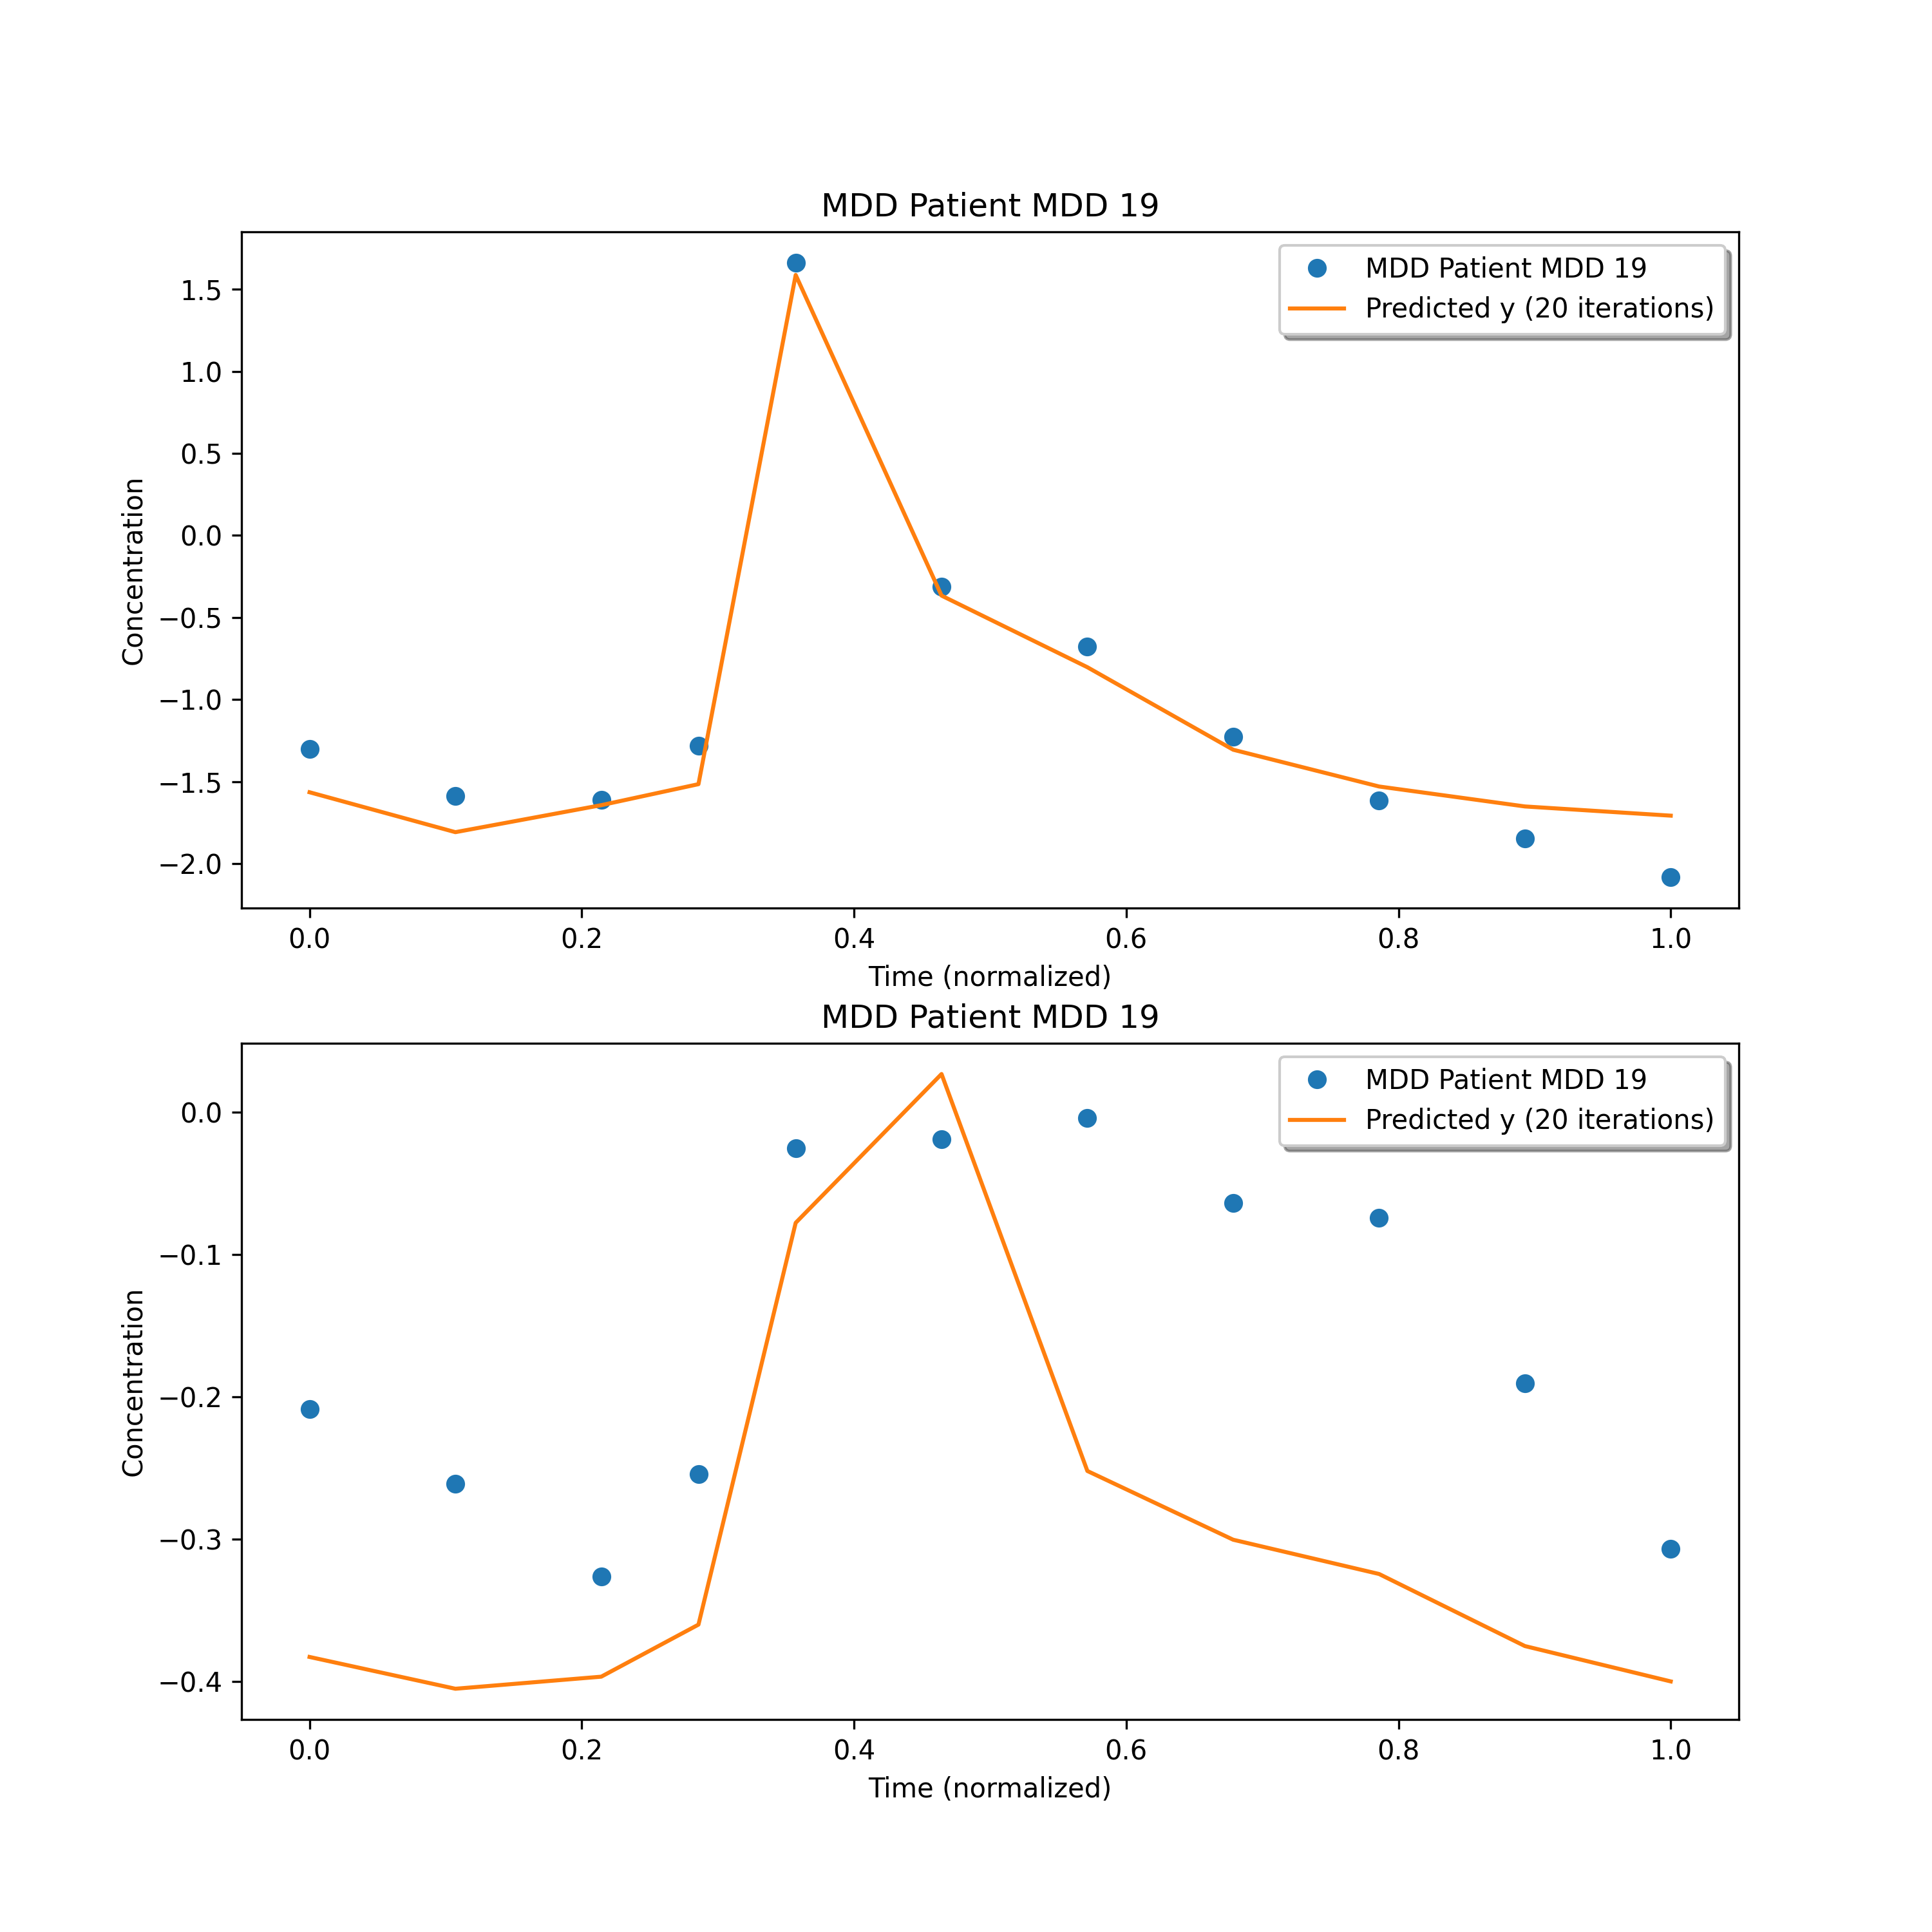 MDD Patient MDD 19
MDD Patient MDD 19
Predicted y (20 iterations)
1.5
1.0
0.5
0.0
−0.5
−1.0
−1.5
−2.0
Concentration
0.0 0.2 0.4 0.6 0.8 1.0
Time (normalized)
MDD Patient MDD 19
MDD Patient MDD 19
Predicted y (20 iterations)
0.0
−0.1
−0.2
−0.3
−0.4
Concentration
0.0 0.2 0.4 0.6 0.8 1.0
Time (normalized)